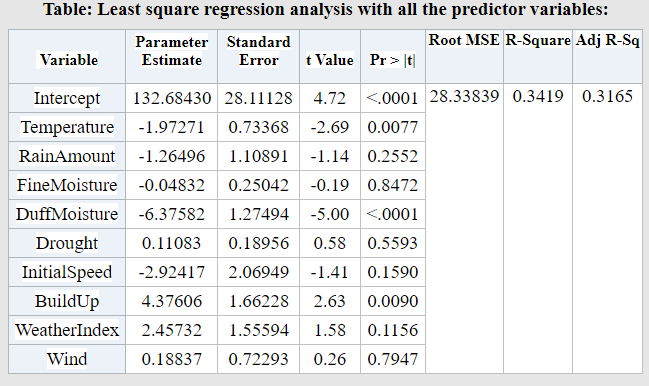 Table: Least square regression analysis with all the predictor variables:
Variable Parameter Estimate Standard Error t Value Pr > |t| Root MSE R-Square Adj R-Sq
Intercept 132.68430 28.11128 4.72 <.0001 28.33839 0.3419 0.3165
Temperature -1.97271 0.73368 -2.69 0.0077
RainAmount -1.26496 1.10891 -1.14 0.2552
FineMoisture -0.04832 0.25042 -0.19 0.8472
DuffMoisture -6.37582 1.27494 -5.00 <.0001
Drought 0.11083 0.18956 0.58 0.5593
InitialSpeed -2.92417 2.06949 -1.41 0.1590
BuildUp 4.37606 1.66228 2.63 0.0090
WeatherIndex 2.45732 1.55594 1.58 0.1156
Wind 0.18837 0.72293 0.26 0.7947